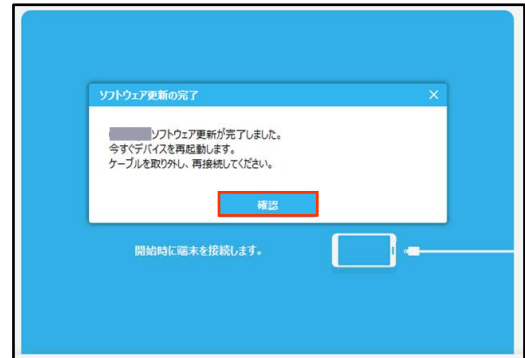 ソフトウェア更新の完了
ソフトウェア更新が完了しました。
今すぐデバイスを再起動します。
ケーブルを取り外し、再接続してください。
確認
開始時に端末を接続します。